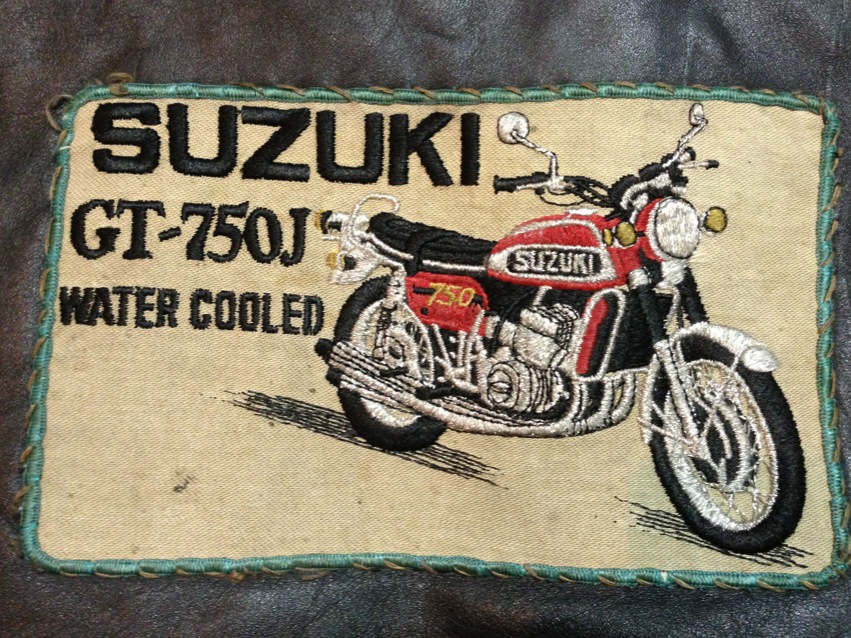 SUZUKI
GT-750J
WATER COOLED
SUZUKI
750